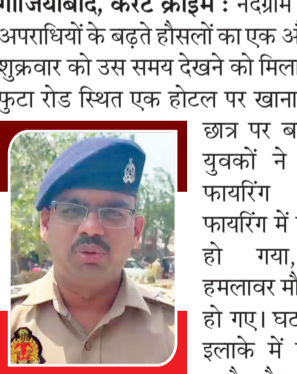 गाजियाबाद, करंट क्राइम : नंदग्राम
अपराधियों के बढ़ते हौसलों का एक
शुक्रवार को उस समय देखने को मिला
फुटा रोड स्थित एक होटल पर खाना
छात्र पर
युवकों ने
फायरिंग
फायरिंग में
हो गया,
हमलावर
हो गए।
इलाके में